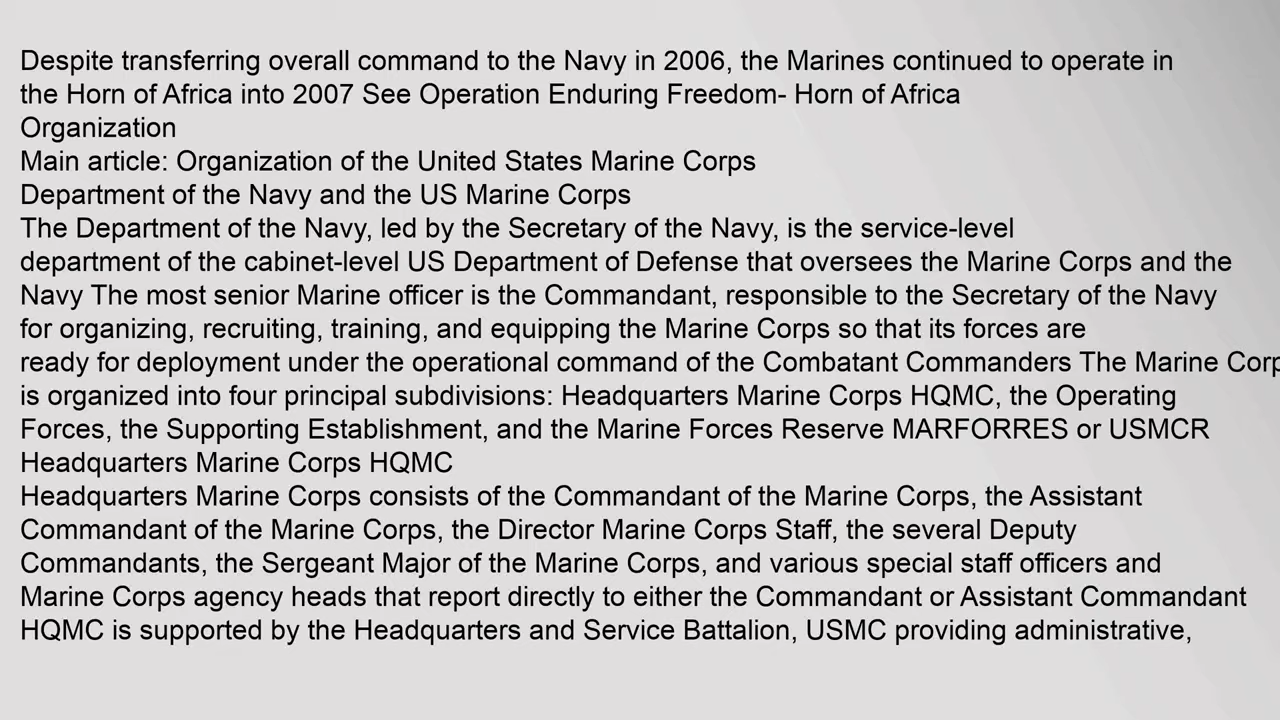 Despite transferring overall command to the Navy in 2006, the Marines continued to operate in
the Horn of Africa into 2007 See Operation Enduring Freedom- Horn of Africa
Organization
Main article: Organization of the United States Marine Corps
Department of the Navy and the US Marine Corps
The Department of the Navy, led by the Secretary of the Navy, is the service-level
department of the cabinet-level US Department of Defense that oversees the Marine Corps and the
Navy The most senior Marine officer is the Commandant, responsible to the Secretary of the Navy
for organizing, recruiting, training, and equipping the Marine Corps so that its forces are
ready for deployment under the operational command of the Combatant Commanders The Marine Corp
is organized into four principal subdivisions: Headquarters Marine Corps HQMC, the Operating
Forces, the Supporting Establishment, and the Marine Forces Reserve MARFORRES or USMCR
Headquarters Marine Corps HQMC
Headquarters Marine Corps consists of the Commandant of the Marine Corps, the Assistant
Commandant of the Marine Corps, the Director Marine Corps Staff, the several Deputy
Commandants, the Sergeant Major of the Marine Corps, and various special staff officers and
Marine Corps agency heads that report directly to either the Commandant or Assistant Commandant
HQMC is supported by the Headquarters and Service Battalion, USMC providing administrative,